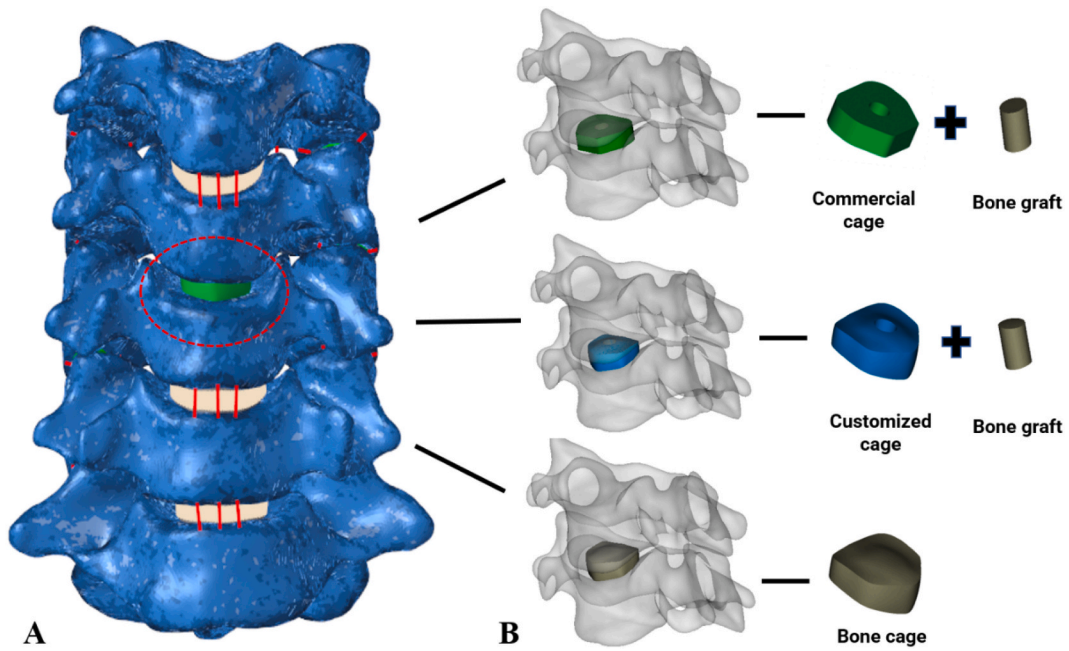 Commercial
cage
Bone graft
Customized
cage
Bone graft
A
B
Bone cage